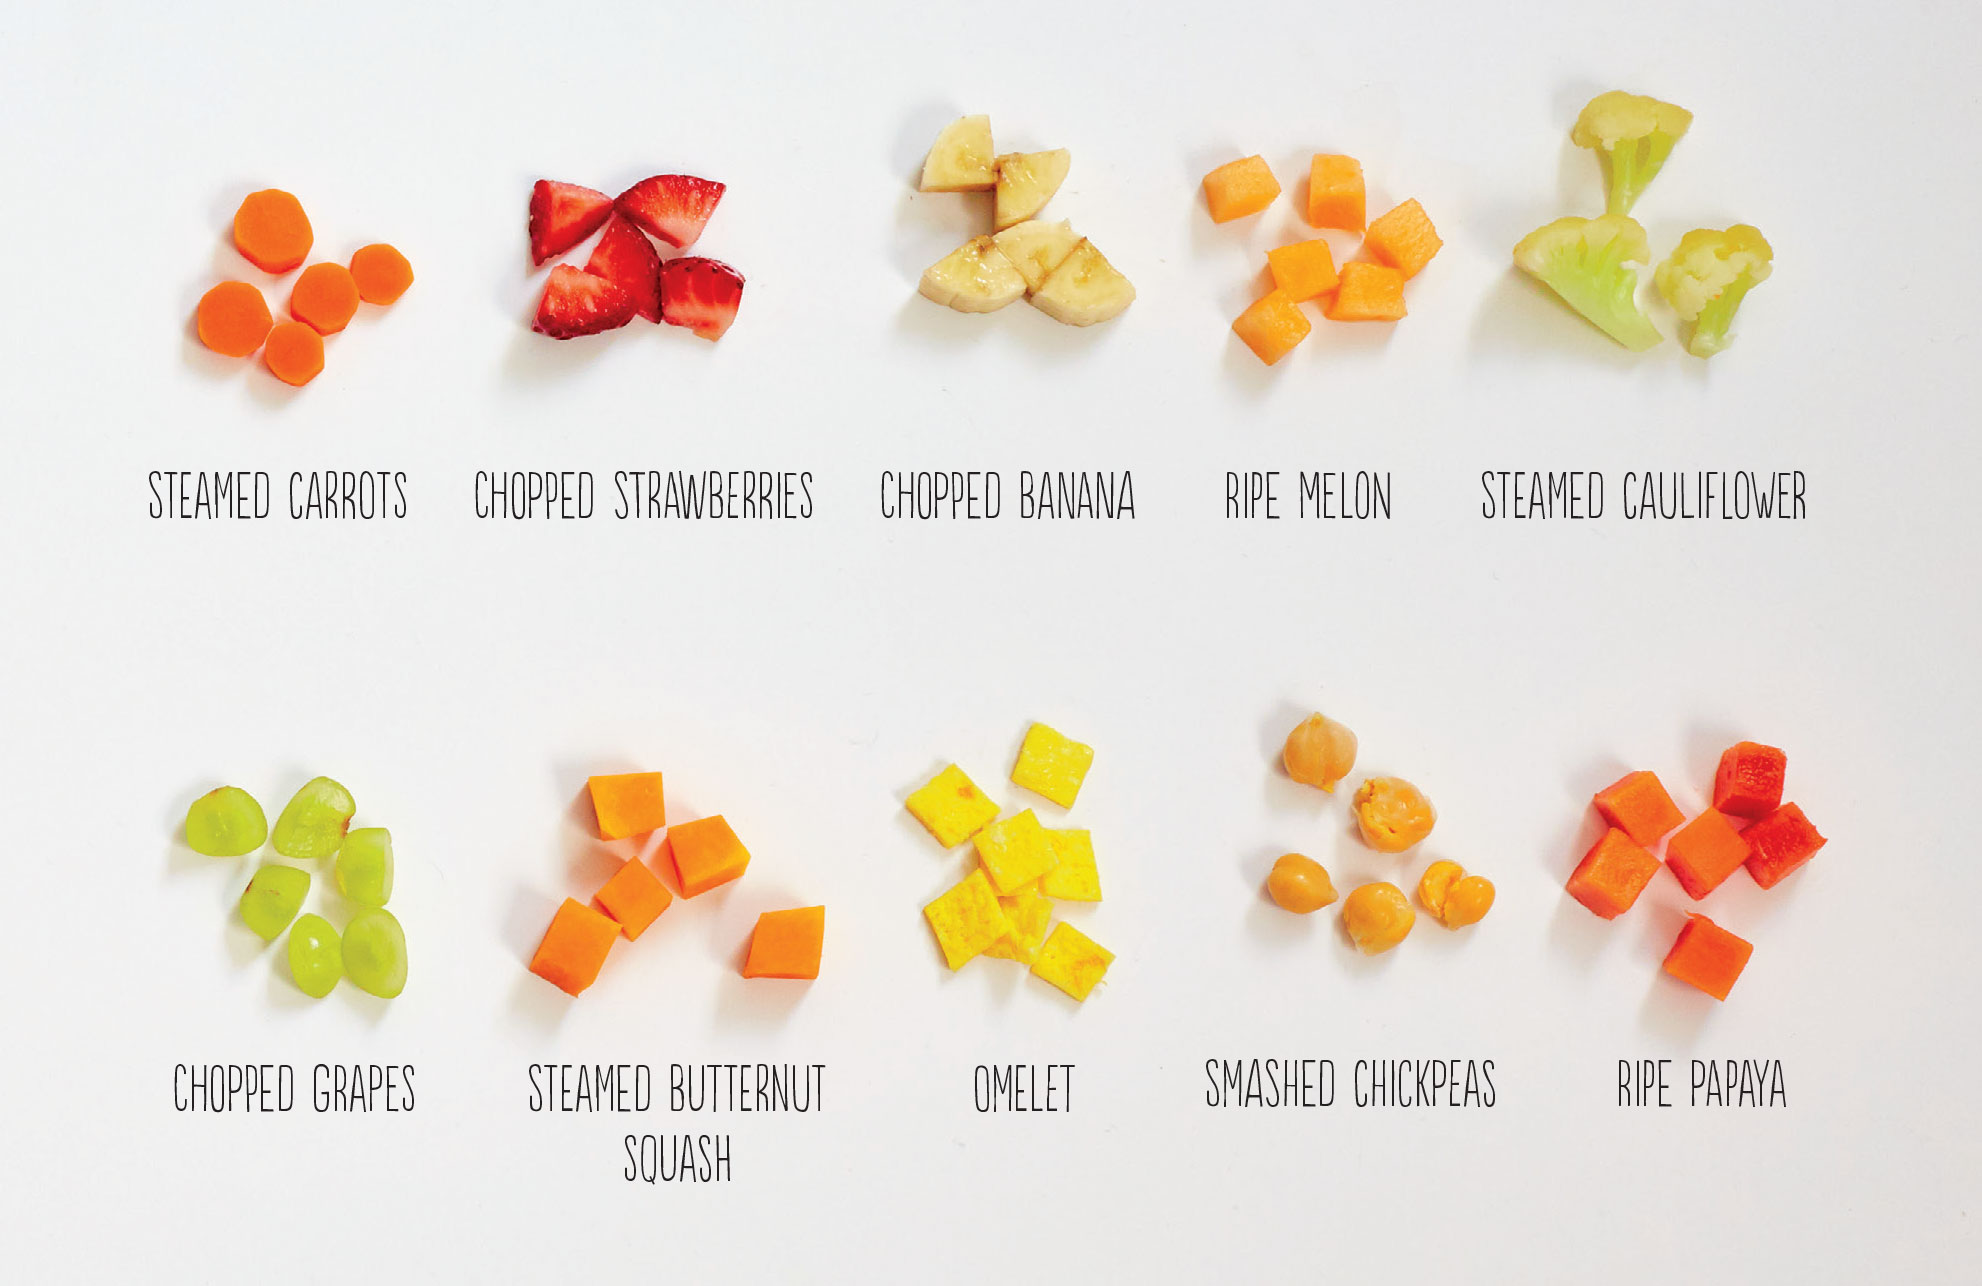 STEAMED CARROTS
CHOPPED STRAWBERRIES
CHOPPED BANANA
RIPE MELON
STEAMED CAULIFLOWER
CHOPPED GRAPES
STEAMED BUTTERNUT
SQUASH
OMELET
SMASHED CHICKPEAS
RIPE PAPAYA